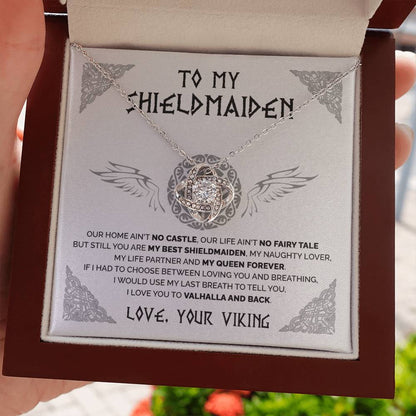 TO MY
SHIELDMAIDEN
OUR HOME AIN'T NO CASTLE, OUR LIFE AIN'T NO FAIRY TALE
BUT STILL YOU ARE MY BEST SHIELDMAIDEN, MY NAUGHTY LOVER,
MY LIFE PARTNER AND MY QUEEN FOREVER.
IF I HAD TO CHOOSE BETWEEN LOVING YOU AND BREATHING,
I WOULD USE MY LAST BREATH TO TELL YOU,
I LOVE YOU TO VALHALLA AND BACK.
LOVE, YOUR VIKING